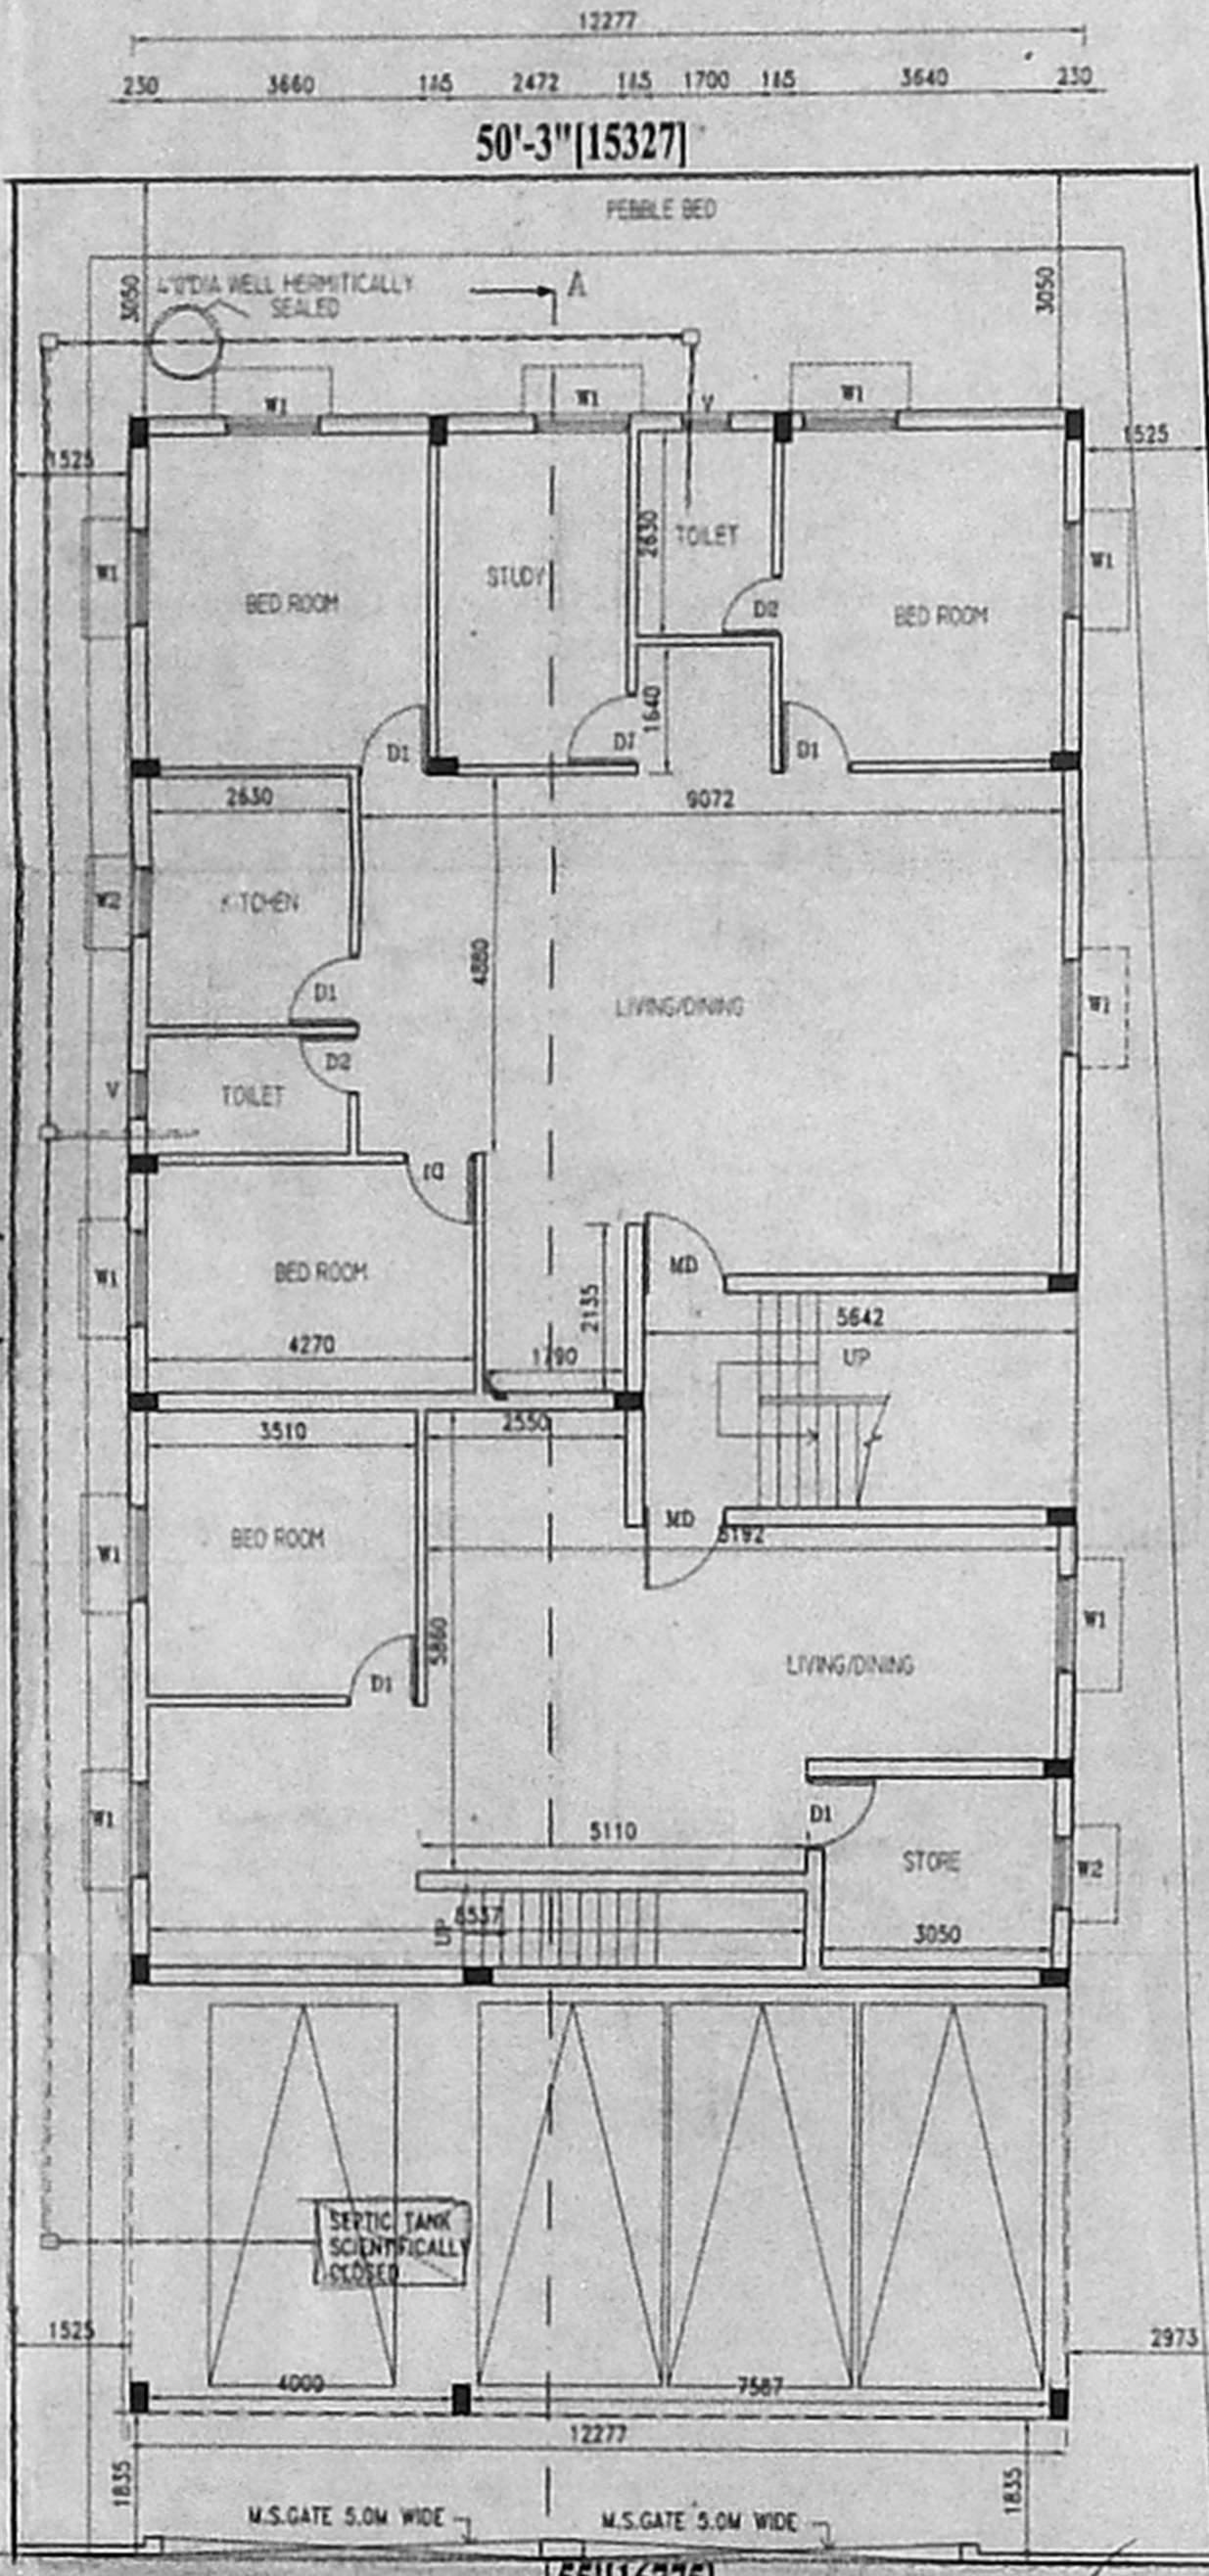 12277
230 3660 115 2472 115 1700 115 3640 230
50'-3"[15327]
PEBBLE BED
3050
4'0"DIA WELL HERMITICALLY
SEALED
A
3050
W1 W1 V W1
1525
1525
W1
BED ROOM
STUDY
2630
TOILET
D2
BED ROOM
W1
D1
D1
1640
D1
2630
9072
W2
KITCHEN
4880
D1
LIVING/DINING
W1
D2
V
TOILET
D1
W1
BED ROOM
MD
2135
5642
4270
1790
UP
3510
2550
W1
BED ROOM
MD
5192
W1
5860
LIVING/DINING
D1
W1
D1
5110
STORE
W2
UP
6537
3050
SEPTIC TANK
SCIENTIFICALLY
CLOSED
1525
2973
4000
7587
12277
1835
1835
M.S.GATE 5.0M WIDE
M.S.GATE 5.0M WIDE